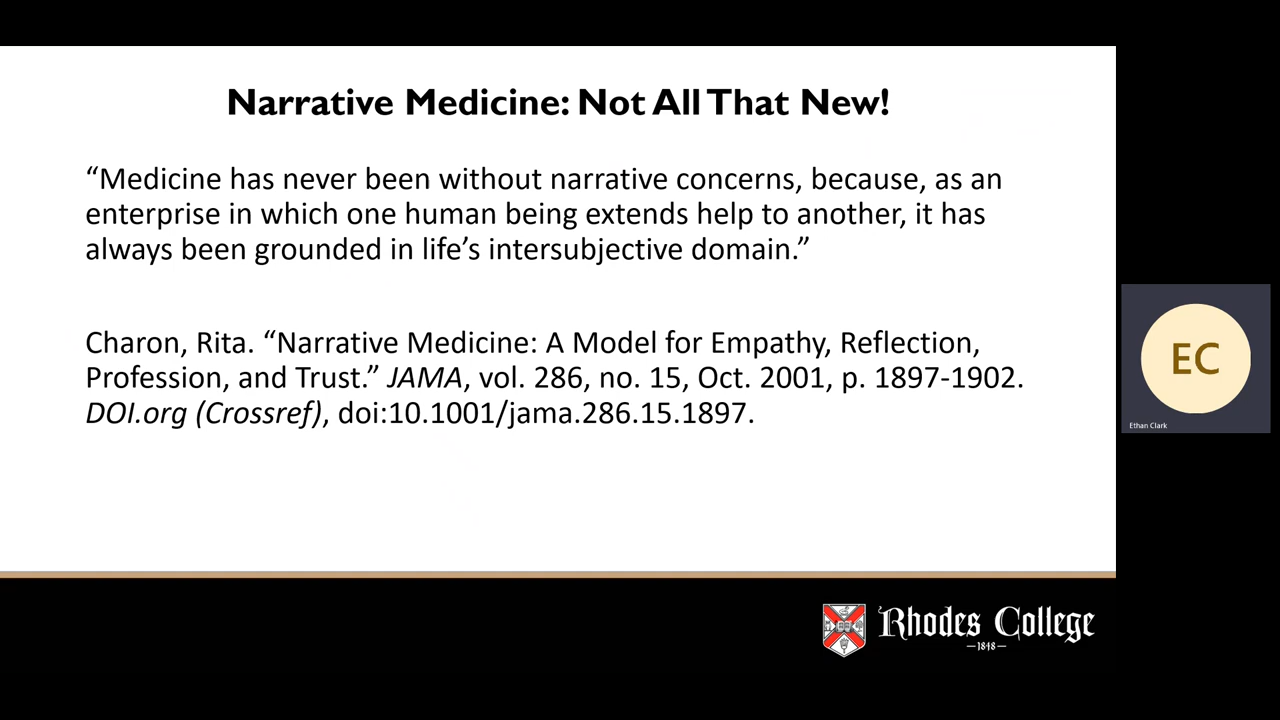 Narrative Medicine: Not All That New!
“Medicine has never been without narrative concerns, because, as an
enterprise in which one human being extends help to another, it has
always been grounded in life’s intersubjective domain.”
Charon, Rita. “Narrative Medicine: A Model for Empathy, Reflection,
Profession, and Trust.” JAMA, vol. 286, no. 15, Oct. 2001, p. 1897-1902.
DOI.org (Crossref), doi:10.1001/jama.286.15.1897.
EC
Ethan Clark
Rhodes College
—1848—